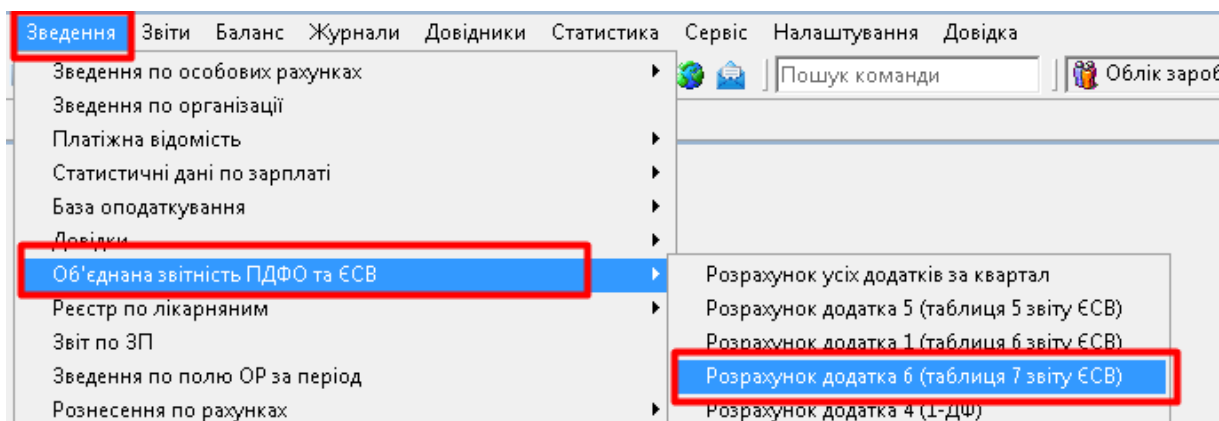 Зведення Звіти Баланс Журнали Довідники Статистика Сервіс Налаштування Довідка
Зведення по особових рахунках
Пошук команди
Облік зароб
Зведення по організації
Платіжна відомість
Статистичні дані по зарплаті
База оподаткування
Довідки
Об'єднана звітність ПДФО та ЄСВ
Розрахунок усіх додатків за квартал
Реєстр по лікарняним
Розрахунок додатка 5 (таблиця 5 звіту ЄСВ)
Звіт по ЗП
Розрахунок додатка 1 (таблиця 6 звіту ЄСВ)
Зведення по полю ОР за період
Розрахунок додатка 6 (таблиця 7 звіту ЄСВ)
Рознесення по рахунках
Розрахунок додатка 4 (1-ДФ)